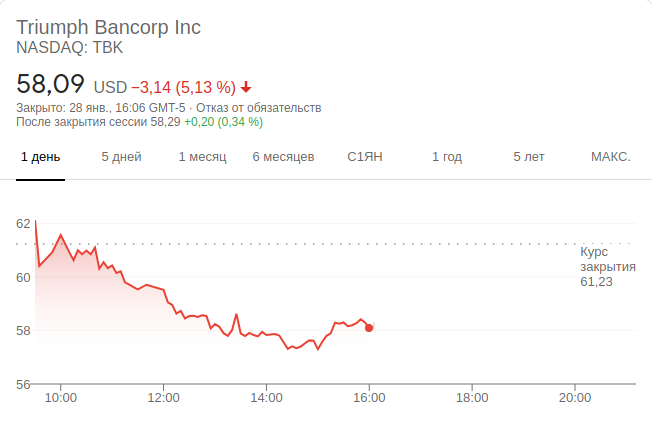 Triumph Bancorp Inc
NASDAQ: TBK
58,09 USD −3,14 (5,13 %)
Закрыто: 28 янв., 16:06 GMT-5 · Отказ от обязательств
После закрытия сессии 58,29 +0,20 (0,34 %)
1 день 5 дней 1 месяц 6 месяцев С1ЯН 1 год 5 лет МАКС.
62
Курс
закрытия
61,23
60
58
56
10:00 12:00 14:00 16:00 18:00 20:00